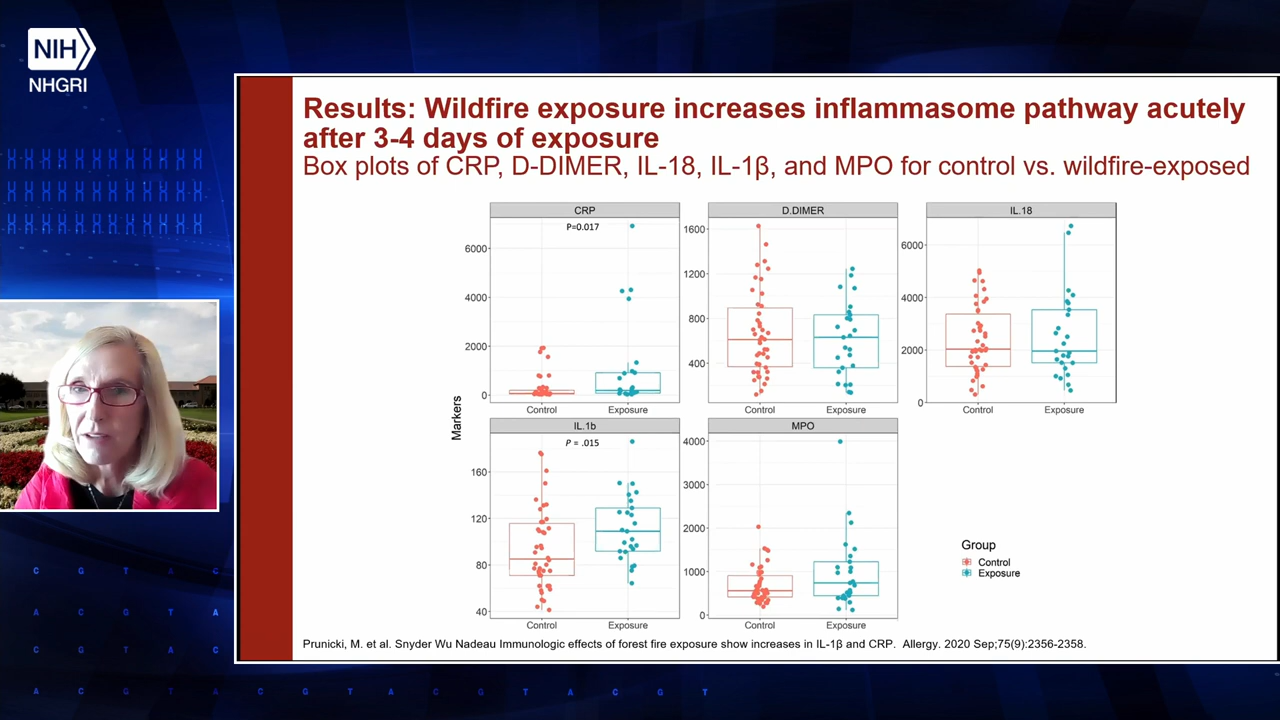 NIH
NHGRI
Results: Wildfire exposure increases inflammasome pathway acutely
after 3-4 days of exposure
Box plots of CRP, D-DIMER, IL-18, IL-1β, and MPO for control vs. wildfire-exposed
CRP
P=0.017
6000
4000
2000
0
Control
Exposure
D.DIMER
1600
1200
800
400
Control
Exposure
IL.18
6000
4000
2000
0
Control
Exposure
Markers
IL.1b
P = .015
160
120
80
40
Control
Exposure
MPO
4000
3000
2000
1000
0
Control
Exposure
Group
Control
Exposure
Prunicki, M. et al. Snyder Wu Nadeau Immunologic effects of forest fire exposure show increases in IL-1β and CRP. Allergy. 2020 Sep;75(9):2356-2358.
C G T A C
A C G T A
C G T A C
A C G T A C G T A C G T A C G T